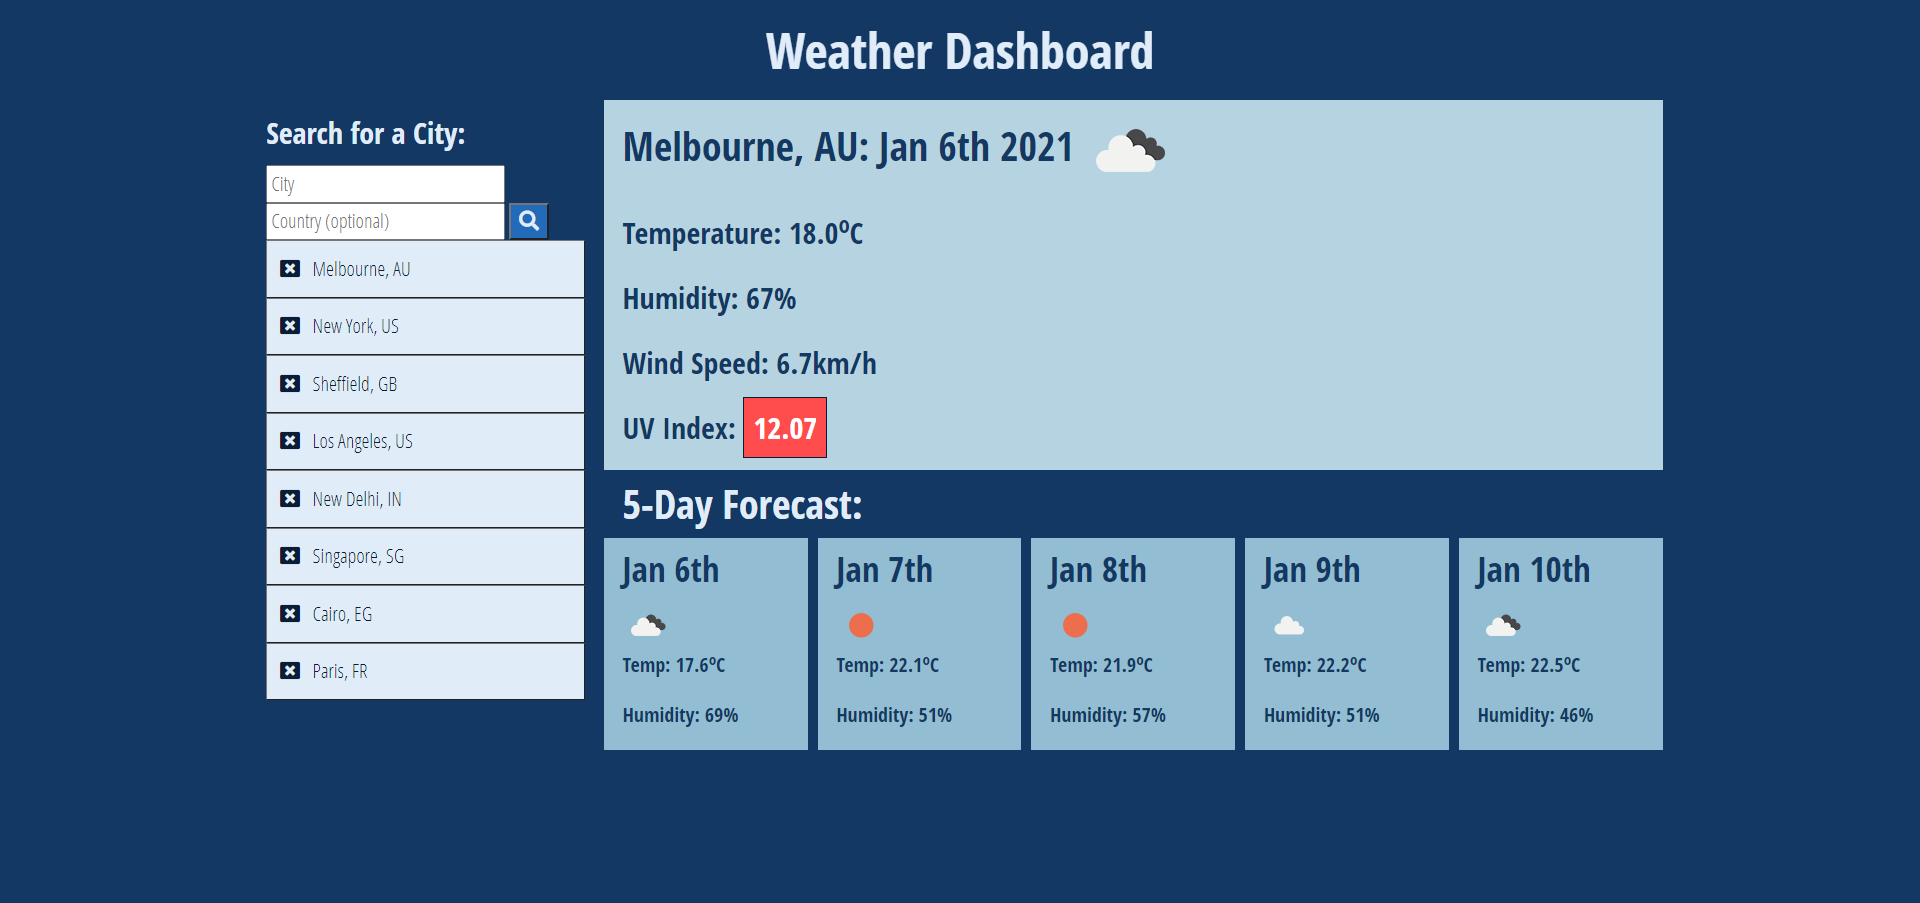 Weather Dashboard
Search for a City:
City
Country (optional)
Melbourne, AU
New York, US
Sheffield, GB
Los Angeles, US
New Delhi, IN
Singapore, SG
Cairo, EG
Paris, FR
Melbourne, AU: Jan 6th 2021
Temperature: 18.0°C
Humidity: 67%
Wind Speed: 6.7km/h
UV Index: 12.07
5-Day Forecast:
Jan 6th
Temp: 17.6°C
Humidity: 69%
Jan 7th
Temp: 22.1°C
Humidity: 51%
Jan 8th
Temp: 21.9°C
Humidity: 57%
Jan 9th
Temp: 22.2°C
Humidity: 51%
Jan 10th
Temp: 22.5°C
Humidity: 46%